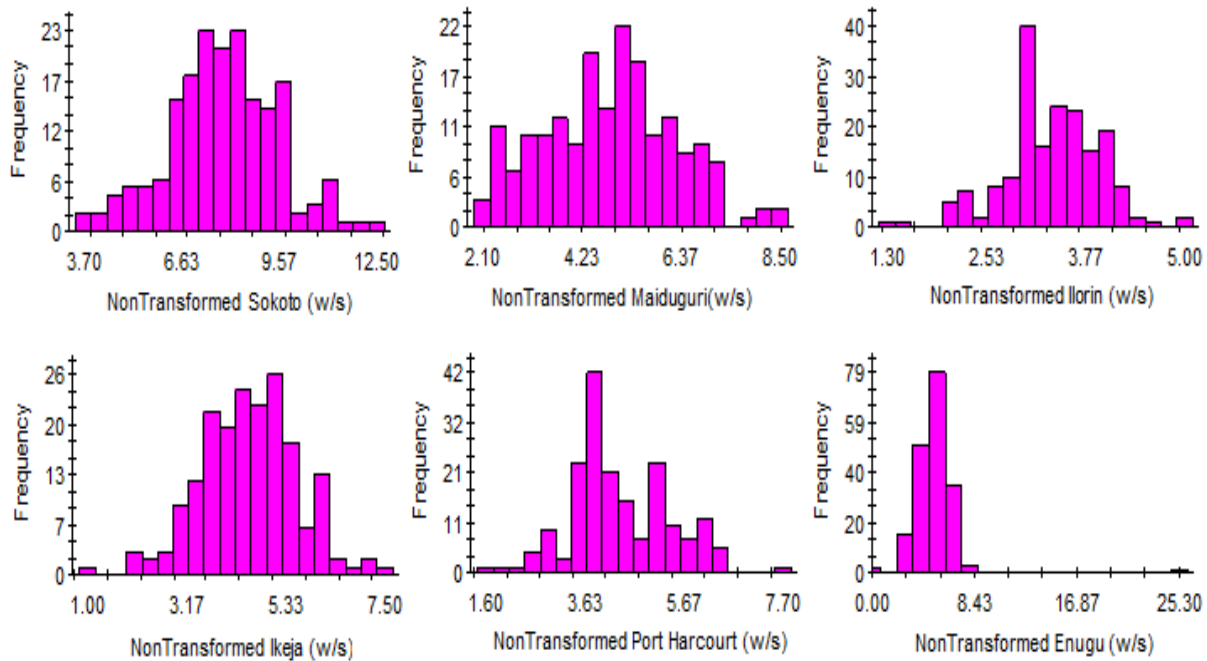 Frequency
23
17
12
6
0
3.70 6.63 9.57 12.50
NonTransformed Sokoto (w/s)
Frequency
22
17
11
6
0
2.10 4.23 6.37 8.50
NonTransformed Maiduguri(w/s)
Frequency
40
30
20
10
0
1.30 2.53 3.77 5.00
NonTransformed Ilorin (w/s)
Frequency
26
20
13
7
0
1.00 3.17 5.33 7.50
NonTransformed Ikeja (w/s)
Frequency
42
32
21
11
0
1.60 3.63 5.67 7.70
NonTransformed Port Harcourt (w/s)
Frequency
79
59
40
20
0
0.00 8.43 16.87 25.30
NonTransformed Enugu (w/s)